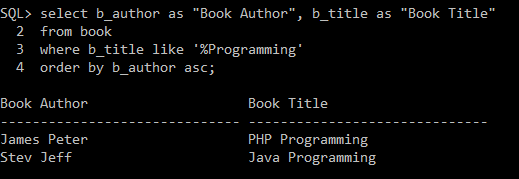 SQL> select b_author as "Book Author", b_title as "Book Title"
  2  from book
  3  where b_title like '%Programming'
  4  order by b_author asc;

Book Author                    Book Title
------------------------------ ------------------------------
James Peter                    PHP Programming
Stev Jeff                      Java Programming